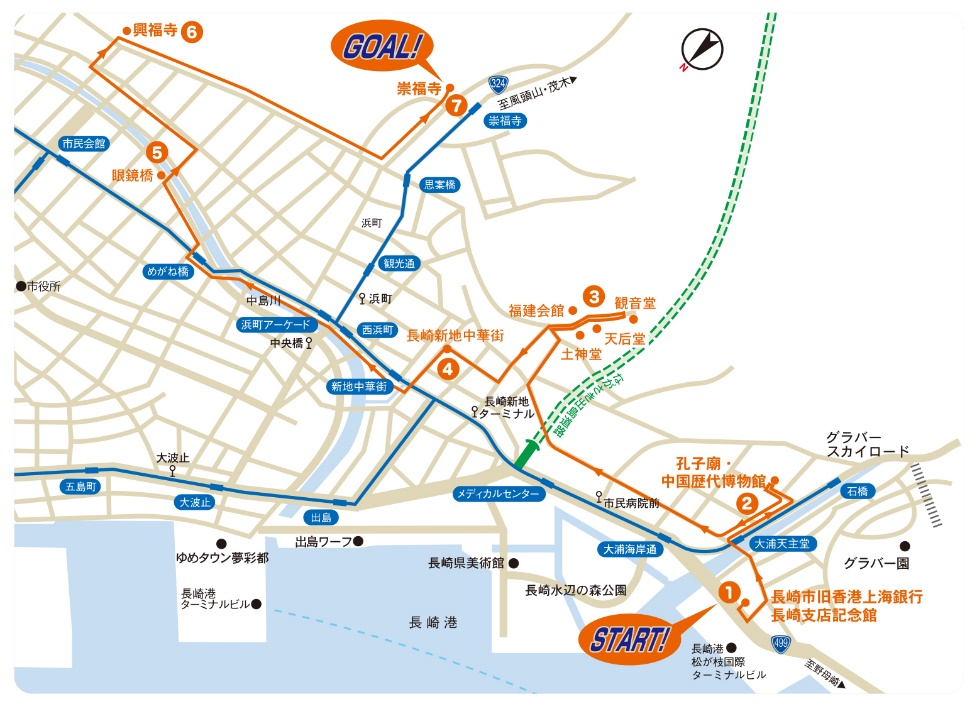 興福寺 6
GOAL!
N
崇福寺
324
7
至風頭山・茂木
崇福寺
市民会館
5
眼鏡橋
思案橋
浜町
めがね橋
観光通
市役所
中島川
浜町
福建会館
3
観音堂
浜町アーケード
西浜町
長崎新地中華街
天后堂
中央橋
土神堂
4
新地中華街
ながさき出島道路
長崎新地
ターミナル
グラバー
スカイロード
大波止
孔子廟・
中国歴代博物館
五島町
大波止
メディカルセンター
石橋
市民病院前
2
出島
出島ワーフ
大浦海岸通
大浦天主堂
ゆめタウン夢彩都
長崎県美術館
グラバー園
長崎港
ターミナルビル
長崎水辺の森公園
1
長崎市旧香港上海銀行
長崎支店記念館
長崎港
START!
499
長崎港
松が枝国際
ターミナルビル
至野母崎